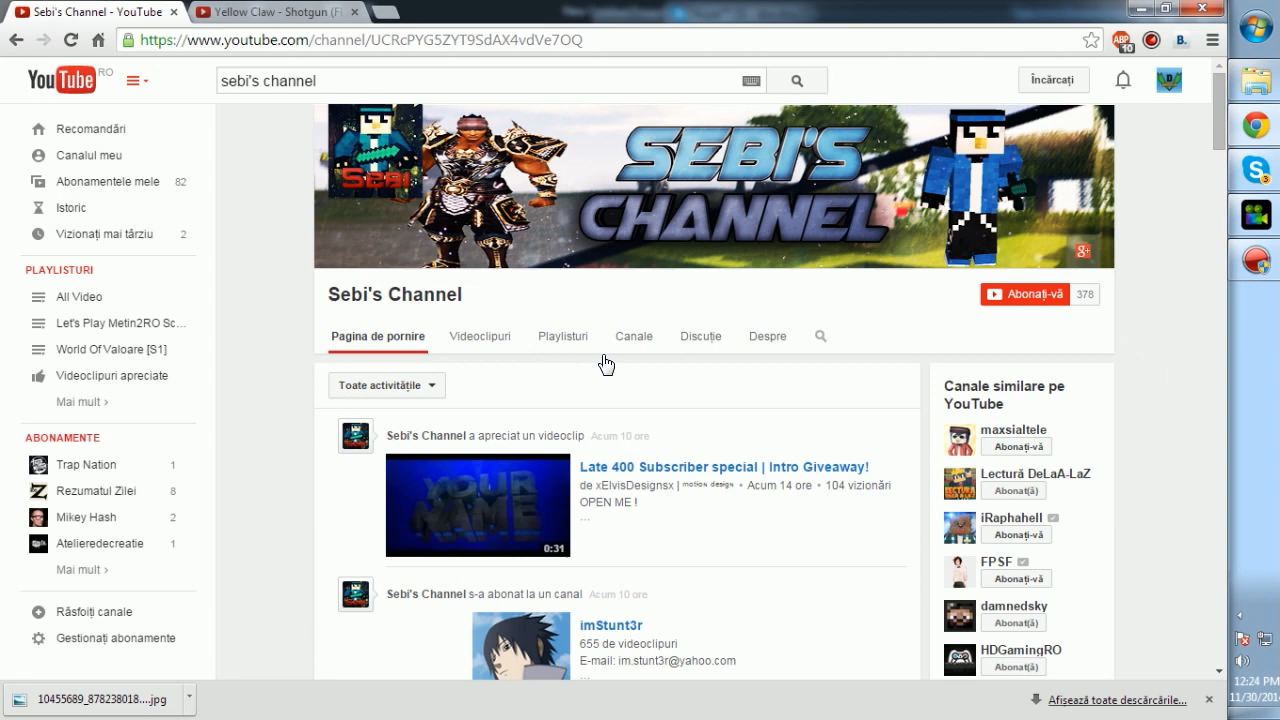 Sebi's Channel - YouTube
Yellow Claw - Shotgun (F
https://www.youtube.com/channel/UCRcPYG5ZYT9SdAX4vdVe7OQ
ABP
10
B.
YouTube RO
sebi's channel
Încărcați
Recomandări
Canalul meu
Abonamentele mele 82
Istoric
Vizionați mai târziu 2
PLAYLISTURI
All Video
Let's Play Metin2RO Sc...
World Of Valoare [S1]
Videoclipuri apreciate
Mai mult ›
ABONAMENTE
Trap Nation 1
Rezumatul Zilei 8
Mikey Hash 2
Atelieredecreatie 1
Mai mult ›
Răsfoiți canale
Gestionați abonamente
SEBI
SEBI'S
CHANNEL
g+
Sebi's Channel
Abonați-vă 378
Pagina de pornire Videoclipuri Playlisturi Canale Discuție Despre
Toate activitățile
Sebi's Channel a apreciat un videoclip Acum 10 ore
YOUR
NAME
0:31
Late 400 Subscriber special | Intro Giveaway!
de xElvisDesignsx | ᵐᵒᵗⁱᵒⁿ ᵈᵉˢⁱᵍⁿ • Acum 14 ore • 104 vizionări
OPEN ME !
...
Sebi's Channel s-a abonat la un canal Acum 10 ore
imStunt3r
655 de videoclipuri
E-mail: im.stunt3r@yahoo.com
...
Canale similare pe
YouTube
maxsialtele
Abonați-vă
Lectură DeLaA-LaZ
Abonat(ă)
iRaphahell
Abonați-vă
FPSF
Abonați-vă
damnedsky
Abonat(ă)
HDGamingRO
Abonat(ă)
10455689_878238018....jpg
Afișează toate descărcările...
3
12:24 PM
11/30/201